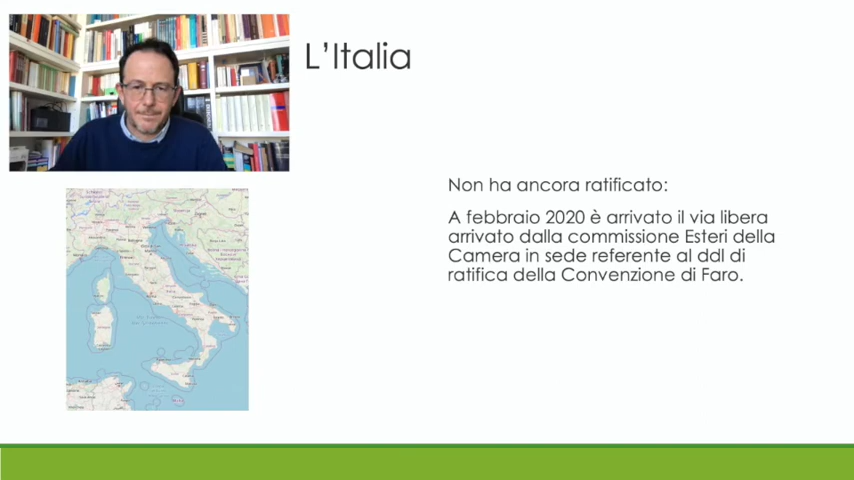 L'Italia
Non ha ancora ratificato:
A febbraio 2020 è arrivato il via libera
arrivato dalla commissione Esteri della
Camera in sede referente al ddl di
ratifica della Convenzione di Faro.